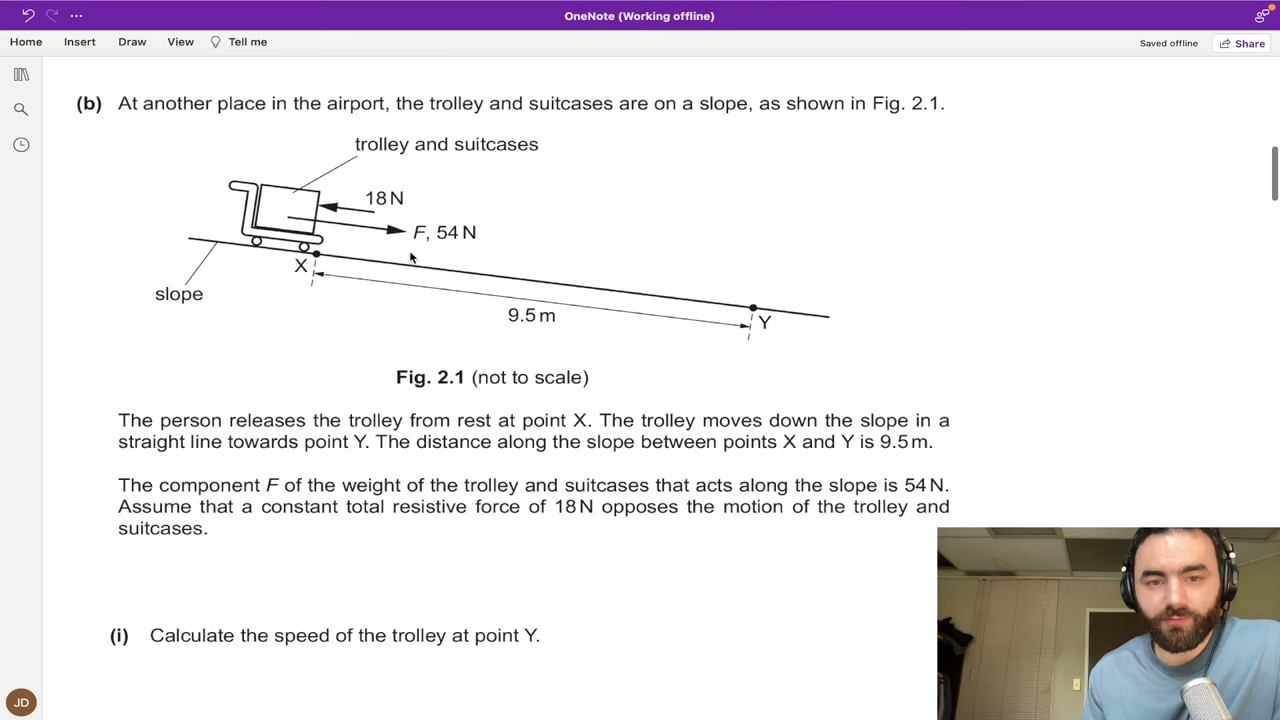 OneNote (Working offline)
Home Insert Draw View Tell me
Saved offline Share
(b) At another place in the airport, the trolley and suitcases are on a slope, as shown in Fig. 2.1.
trolley and suitcases
18 N
F, 54 N
X
slope
9.5 m
Y
Fig. 2.1 (not to scale)
The person releases the trolley from rest at point X. The trolley moves down the slope in a
straight line towards point Y. The distance along the slope between points X and Y is 9.5 m.
The component F of the weight of the trolley and suitcases that acts along the slope is 54 N.
Assume that a constant total resistive force of 18 N opposes the motion of the trolley and
suitcases.
(i) Calculate the speed of the trolley at point Y.
JD